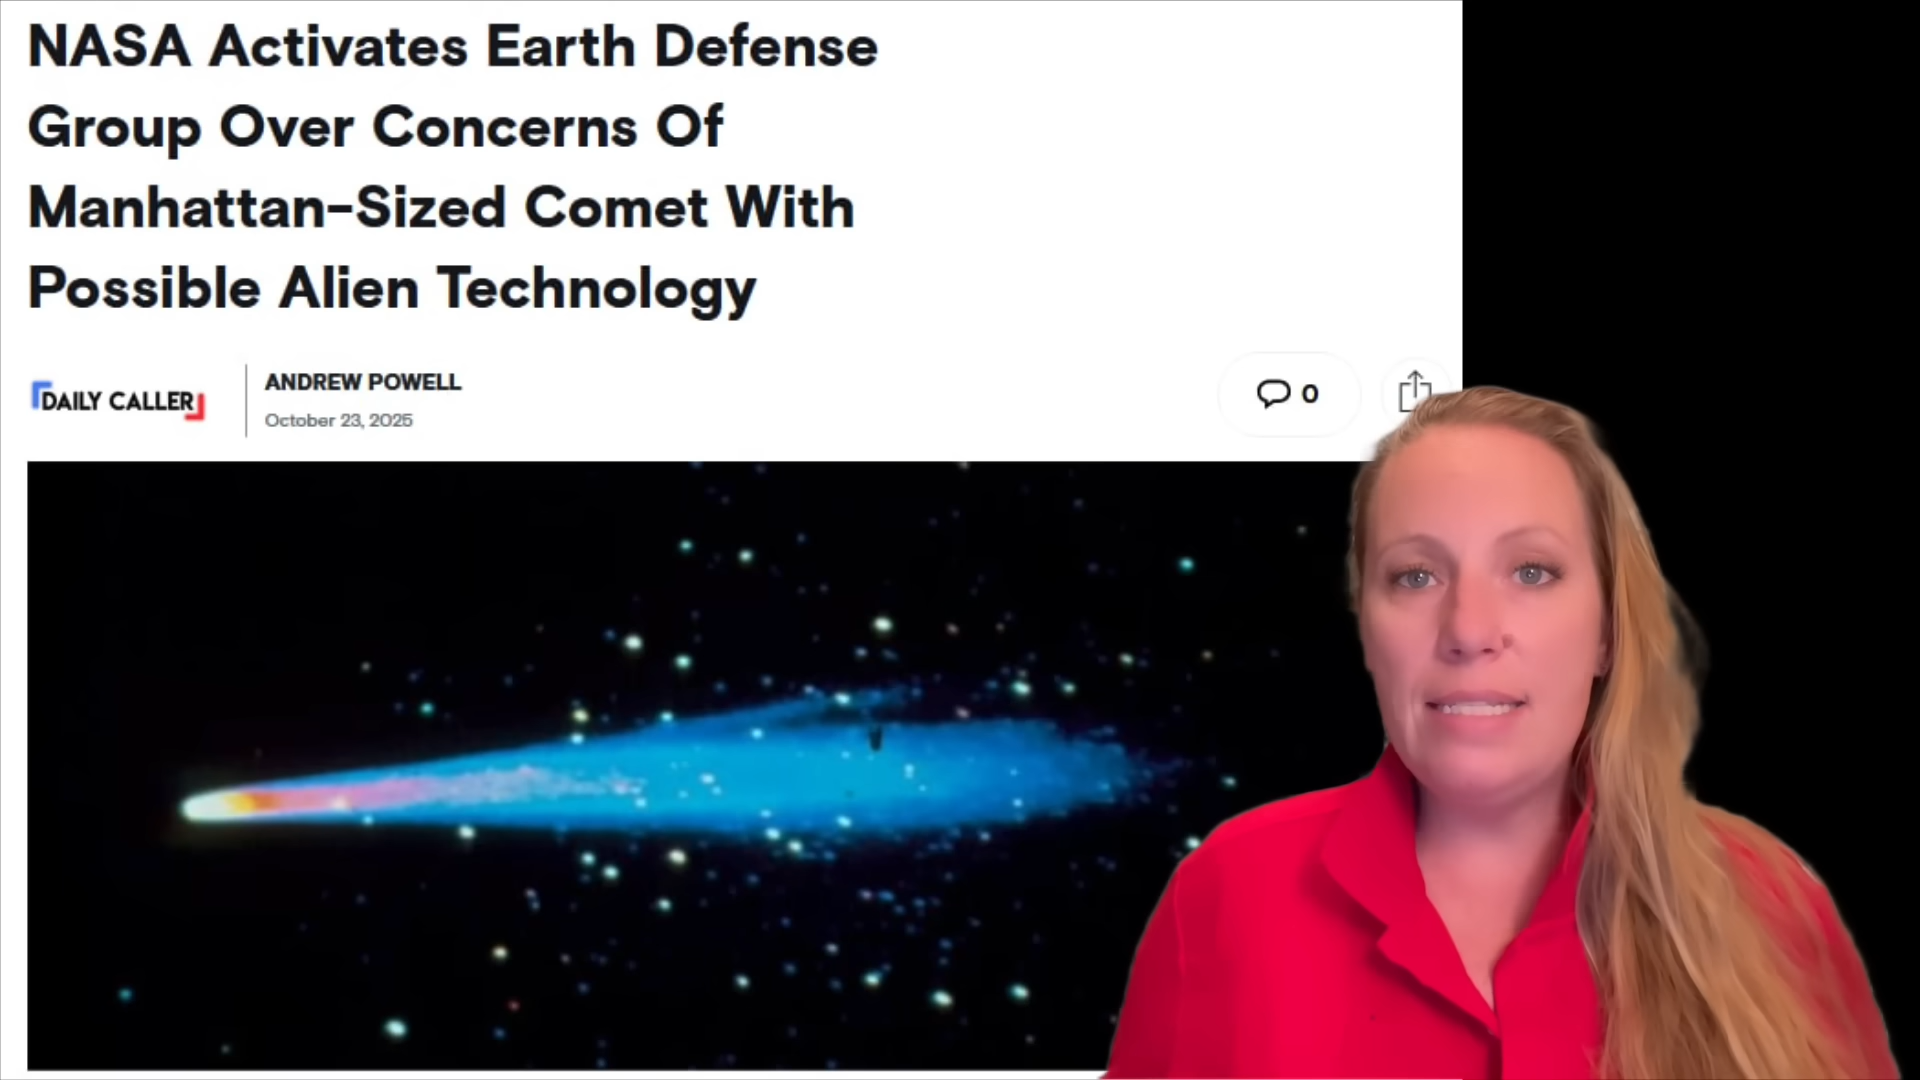 NASA Activates Earth Defense
Group Over Concerns Of
Manhattan-Sized Comet With
Possible Alien Technology
DAILY CALLER
ANDREW POWELL
October 23, 2025
0